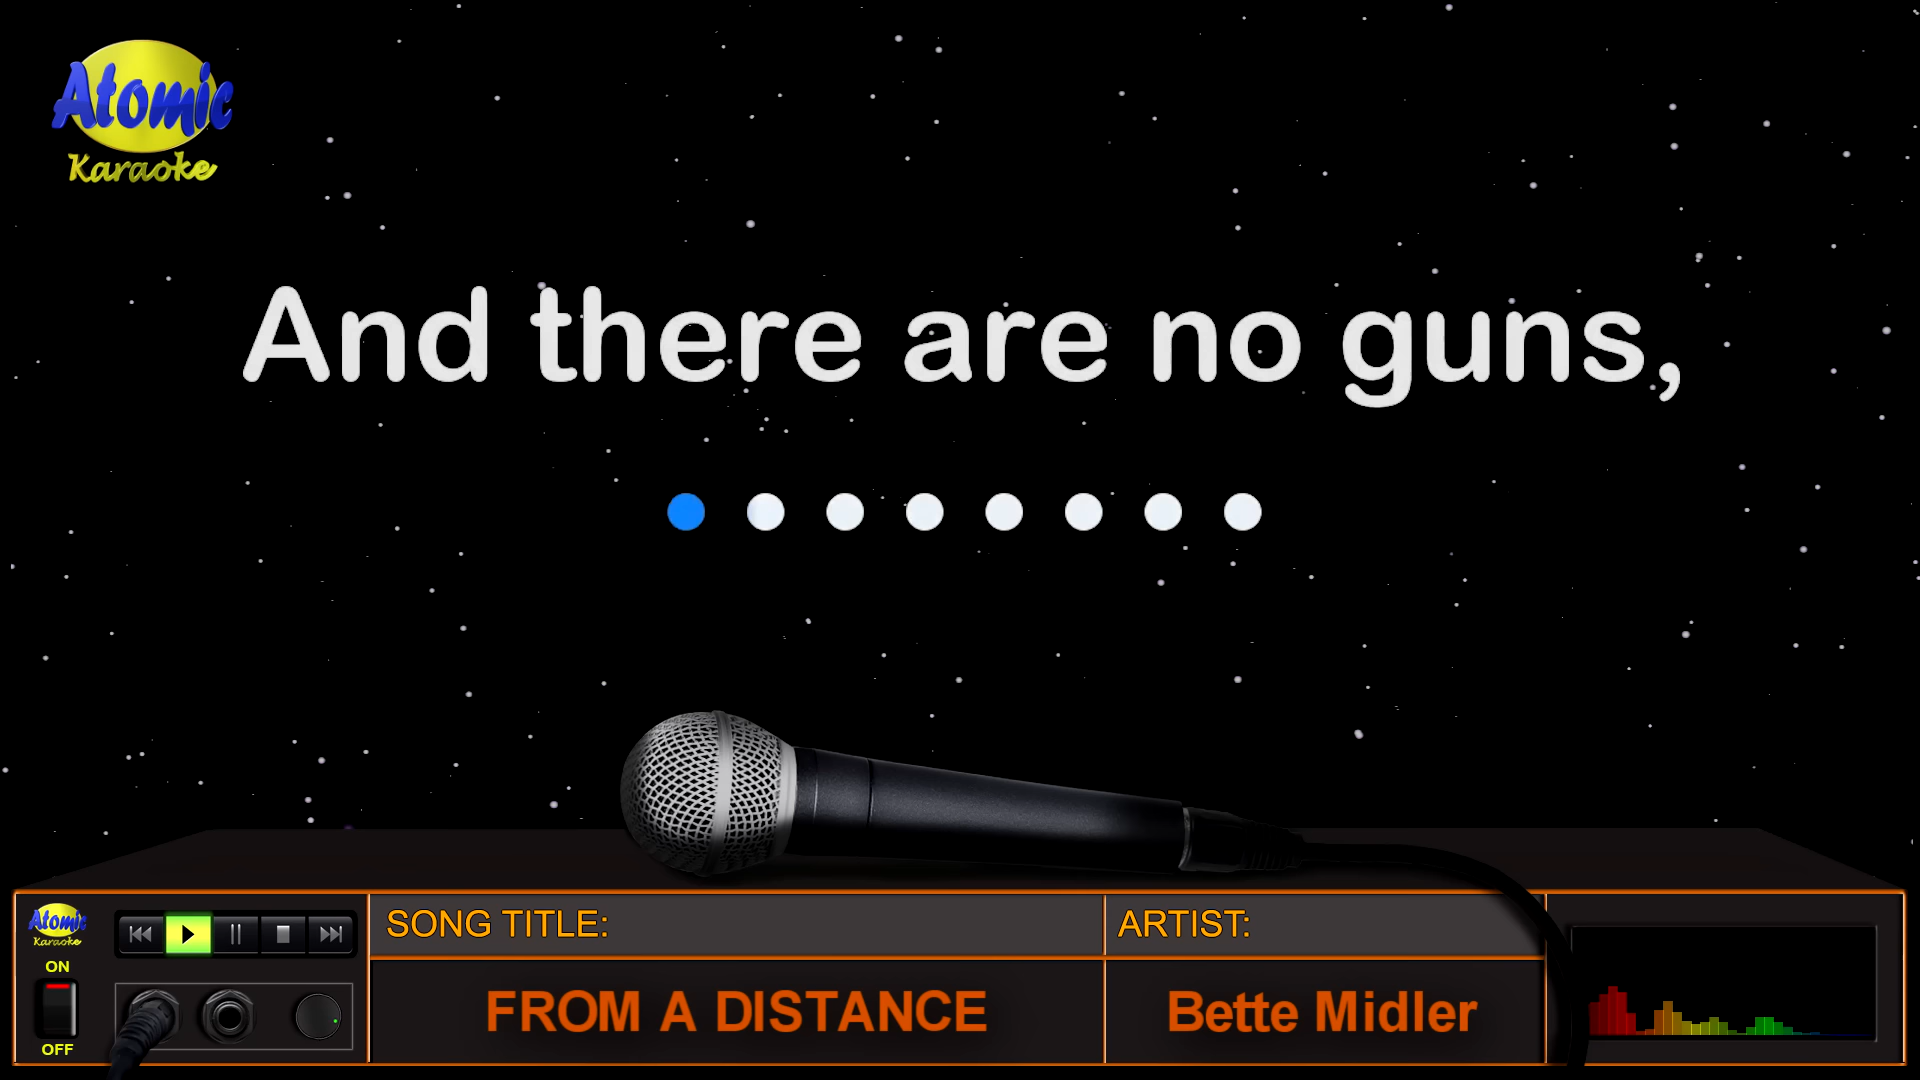 Atomic
Karaoke
And there are no guns,
Atomic
Karaoke
ON
OFF
SONG TITLE:
ARTIST:
FROM A DISTANCE
Bette Midler